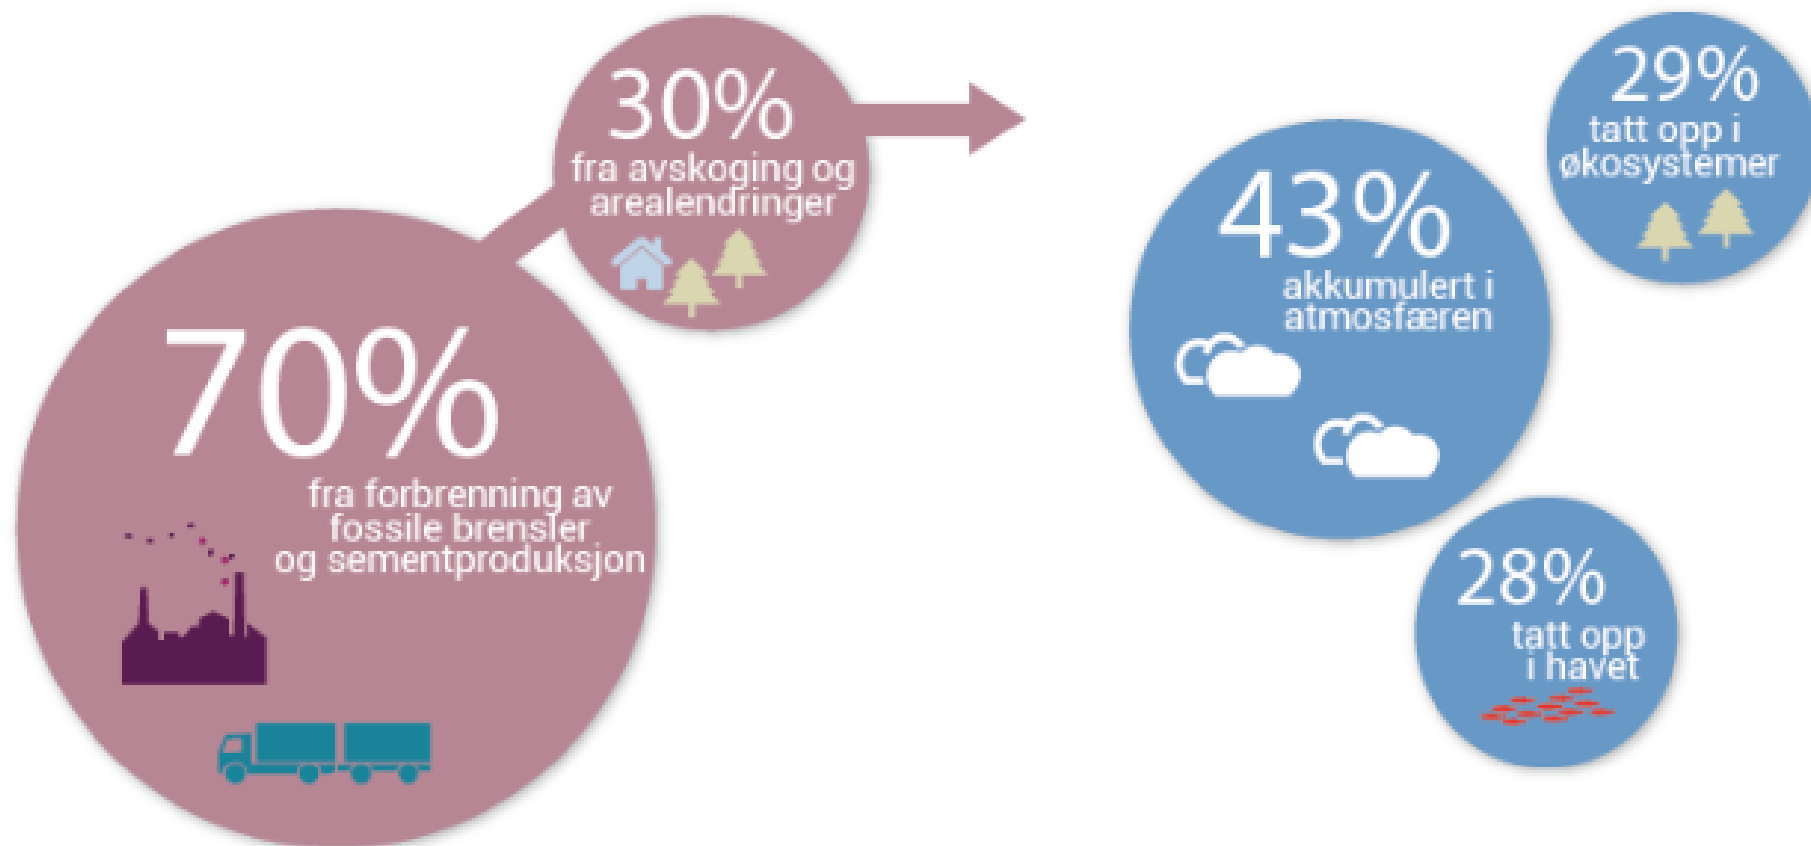 30%
fra avskoging og
arealendringer
70%
fra forbrenning av
fossile brensler
og sementproduksjon
43%
akkumulert i
atmosfæren
29%
tatt opp i
økosystemer
28%
tatt opp
i havet